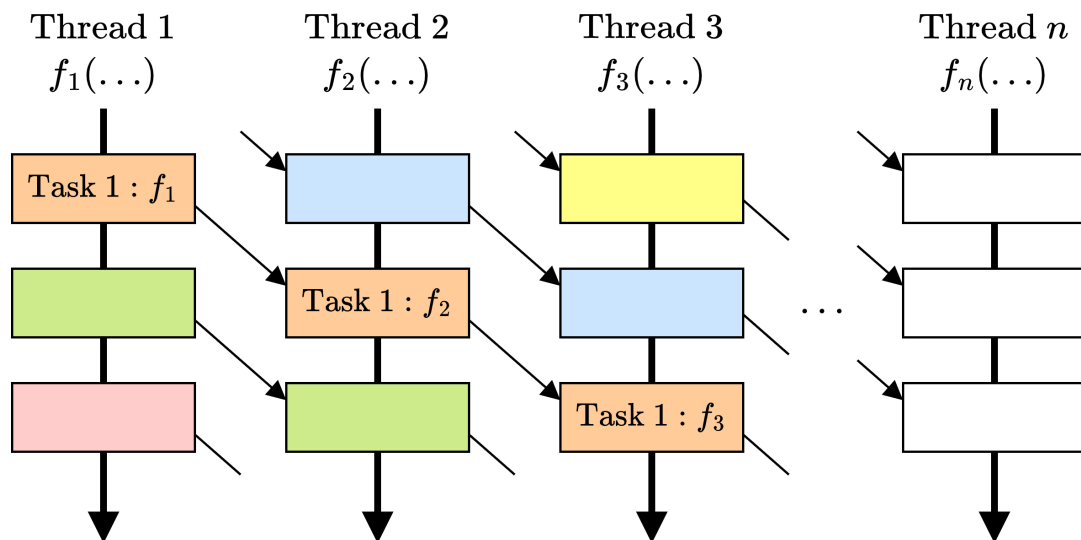 Thread 1 Thread 2 Thread 3 Thread n
f₁(...) f₂(...) f₃(...) fₙ(...)
Task 1 : f₁
Task 1 : f₂
...
Task 1 : f₃